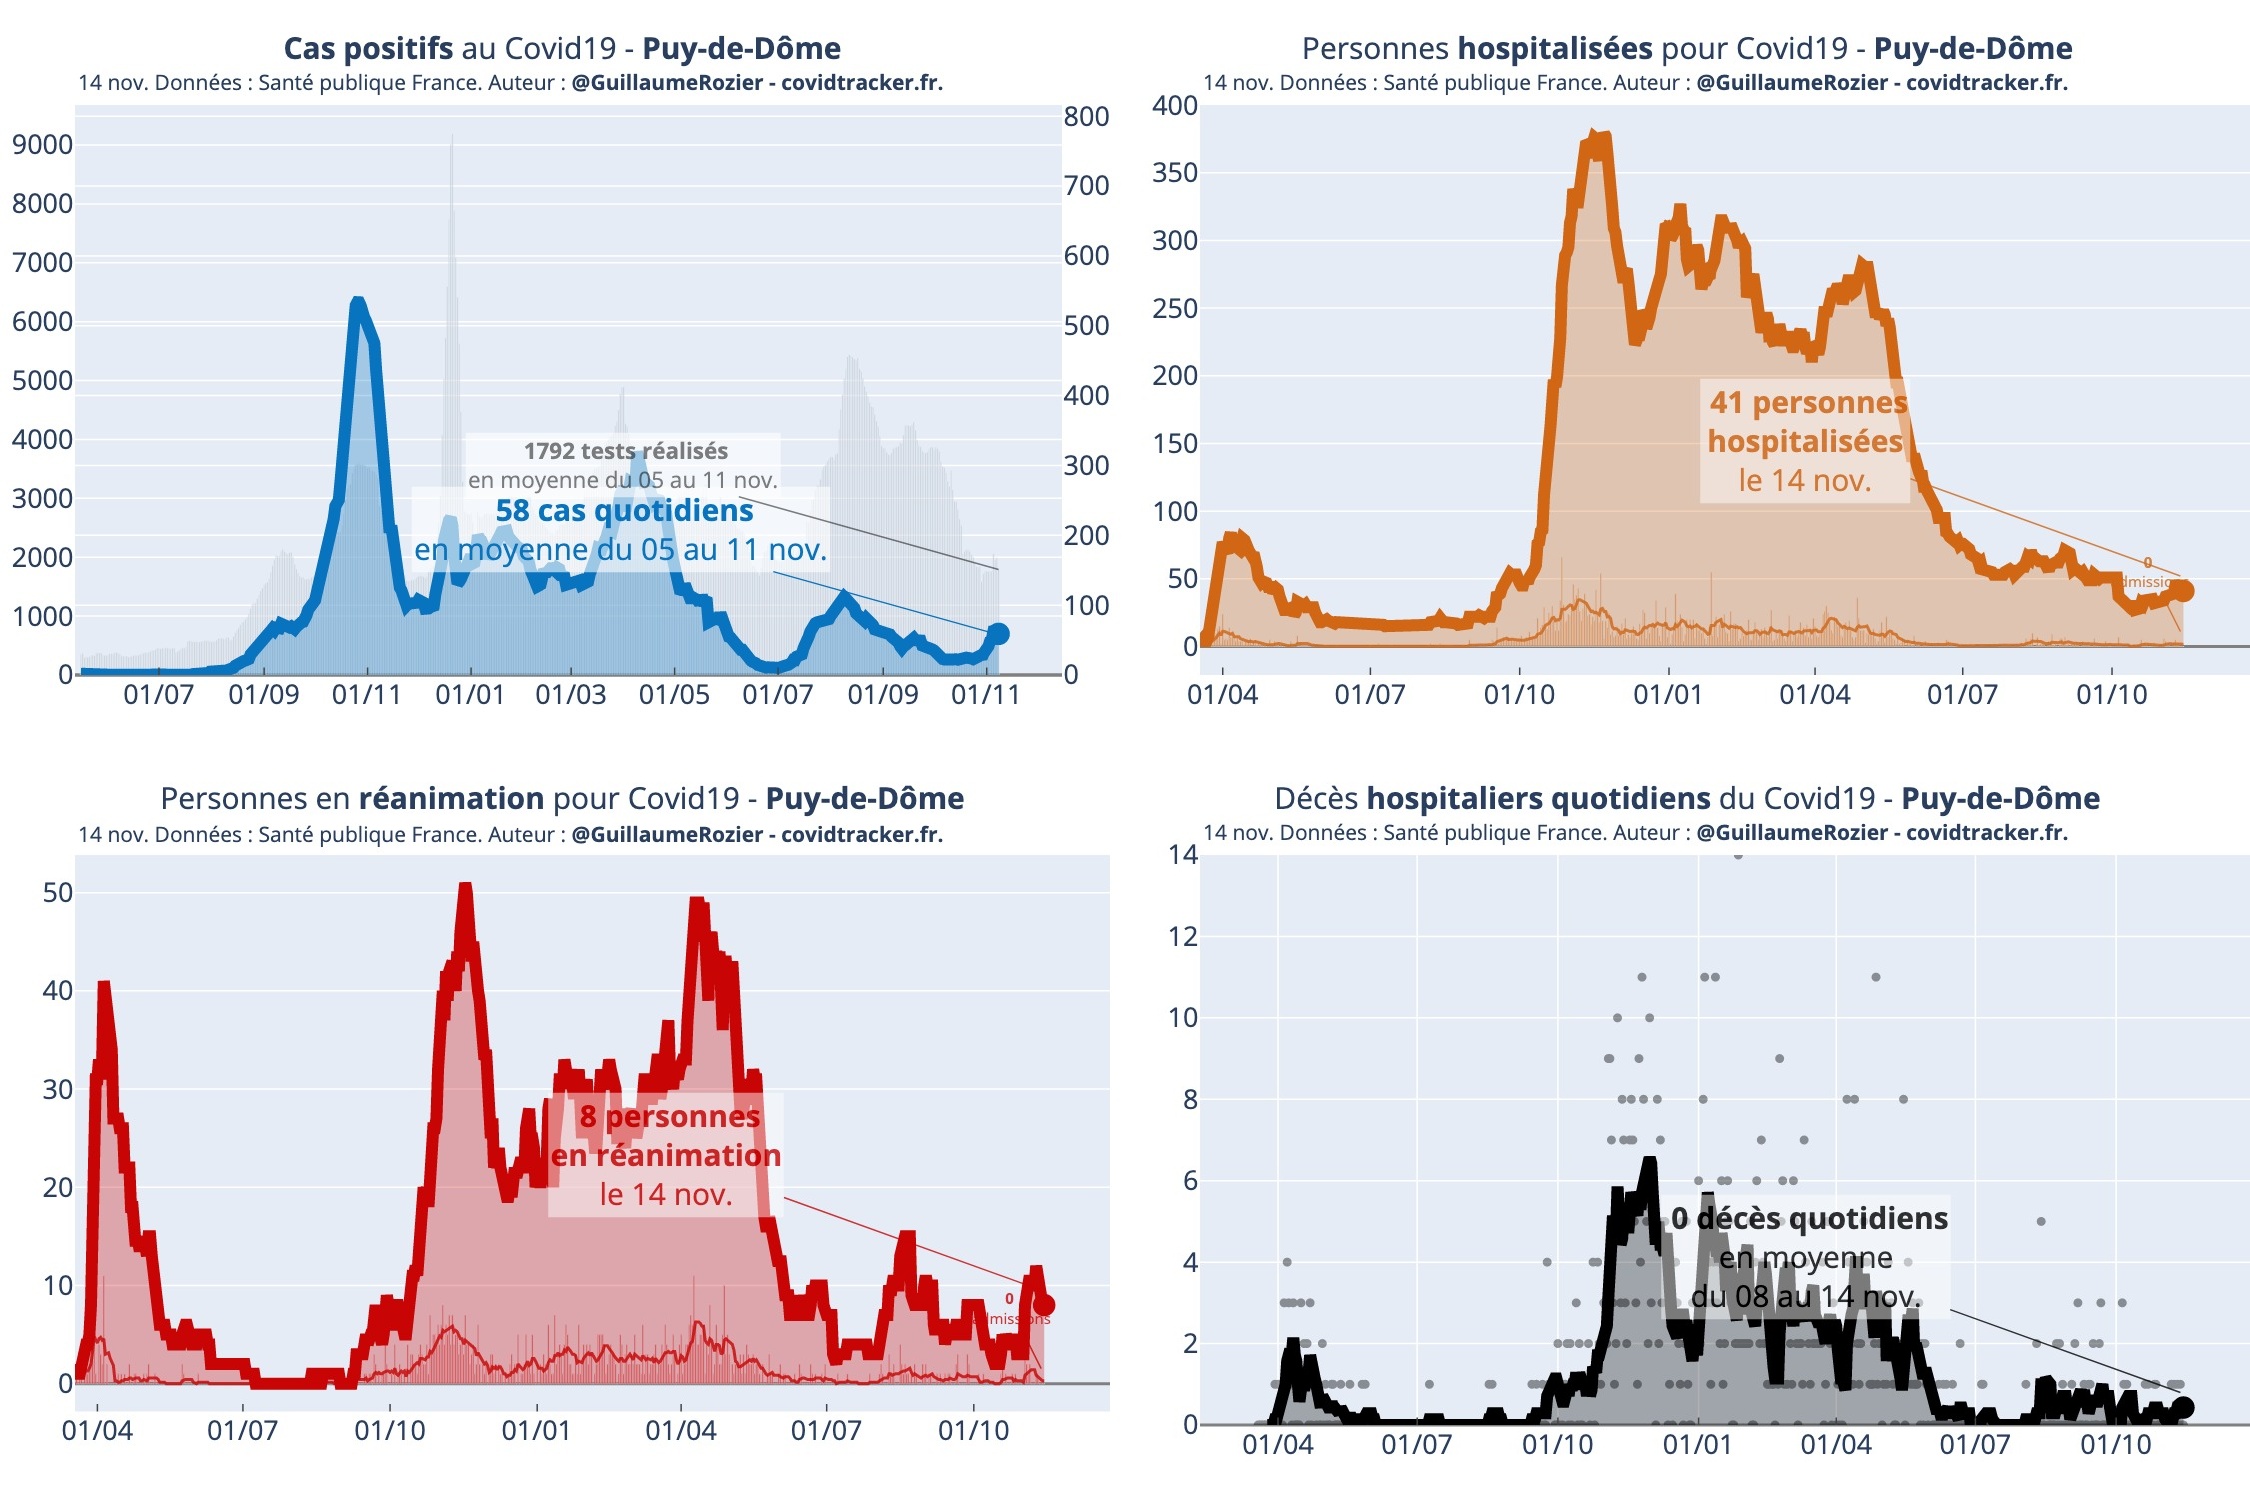 Cas positifs au Covid19 - Puy-de-Dôme
14 nov. Données : Santé publique France. Auteur : @GuillaumeRozier - covidtracker.fr.
9000
8000
7000
6000
5000
4000
3000
2000
1000
0
800
700
600
500
400
300
200
100
0
1792 tests réalisés
en moyenne du 05 au 11 nov.
58 cas quotidiens
en moyenne du 05 au 11 nov.
01/07 01/09 01/11 01/01 01/03 01/05 01/07 01/09 01/11
Personnes hospitalisées pour Covid19 - Puy-de-Dôme
14 nov. Données : Santé publique France. Auteur : @GuillaumeRozier - covidtracker.fr.
400
350
300
250
200
150
100
50
0
41 personnes
hospitalisées
le 14 nov.
0
01/04 01/07 01/10 01/01 01/04 01/07 01/10
Personnes en réanimation pour Covid19 - Puy-de-Dôme
14 nov. Données : Santé publique France. Auteur : @GuillaumeRozier - covidtracker.fr.
50
40
30
20
10
0
8 personnes
en réanimation
le 14 nov.
0
admissions
01/04 01/07 01/10 01/01 01/04 01/07 01/10
Décès hospitaliers quotidiens du Covid19 - Puy-de-Dôme
14 nov. Données : Santé publique France. Auteur : @GuillaumeRozier - covidtracker.fr.
14
12
10
8
6
4
2
0
0 décès quotidiens
en moyenne
du 08 au 14 nov.
01/04 01/07 01/10 01/01 01/04 01/07 01/10